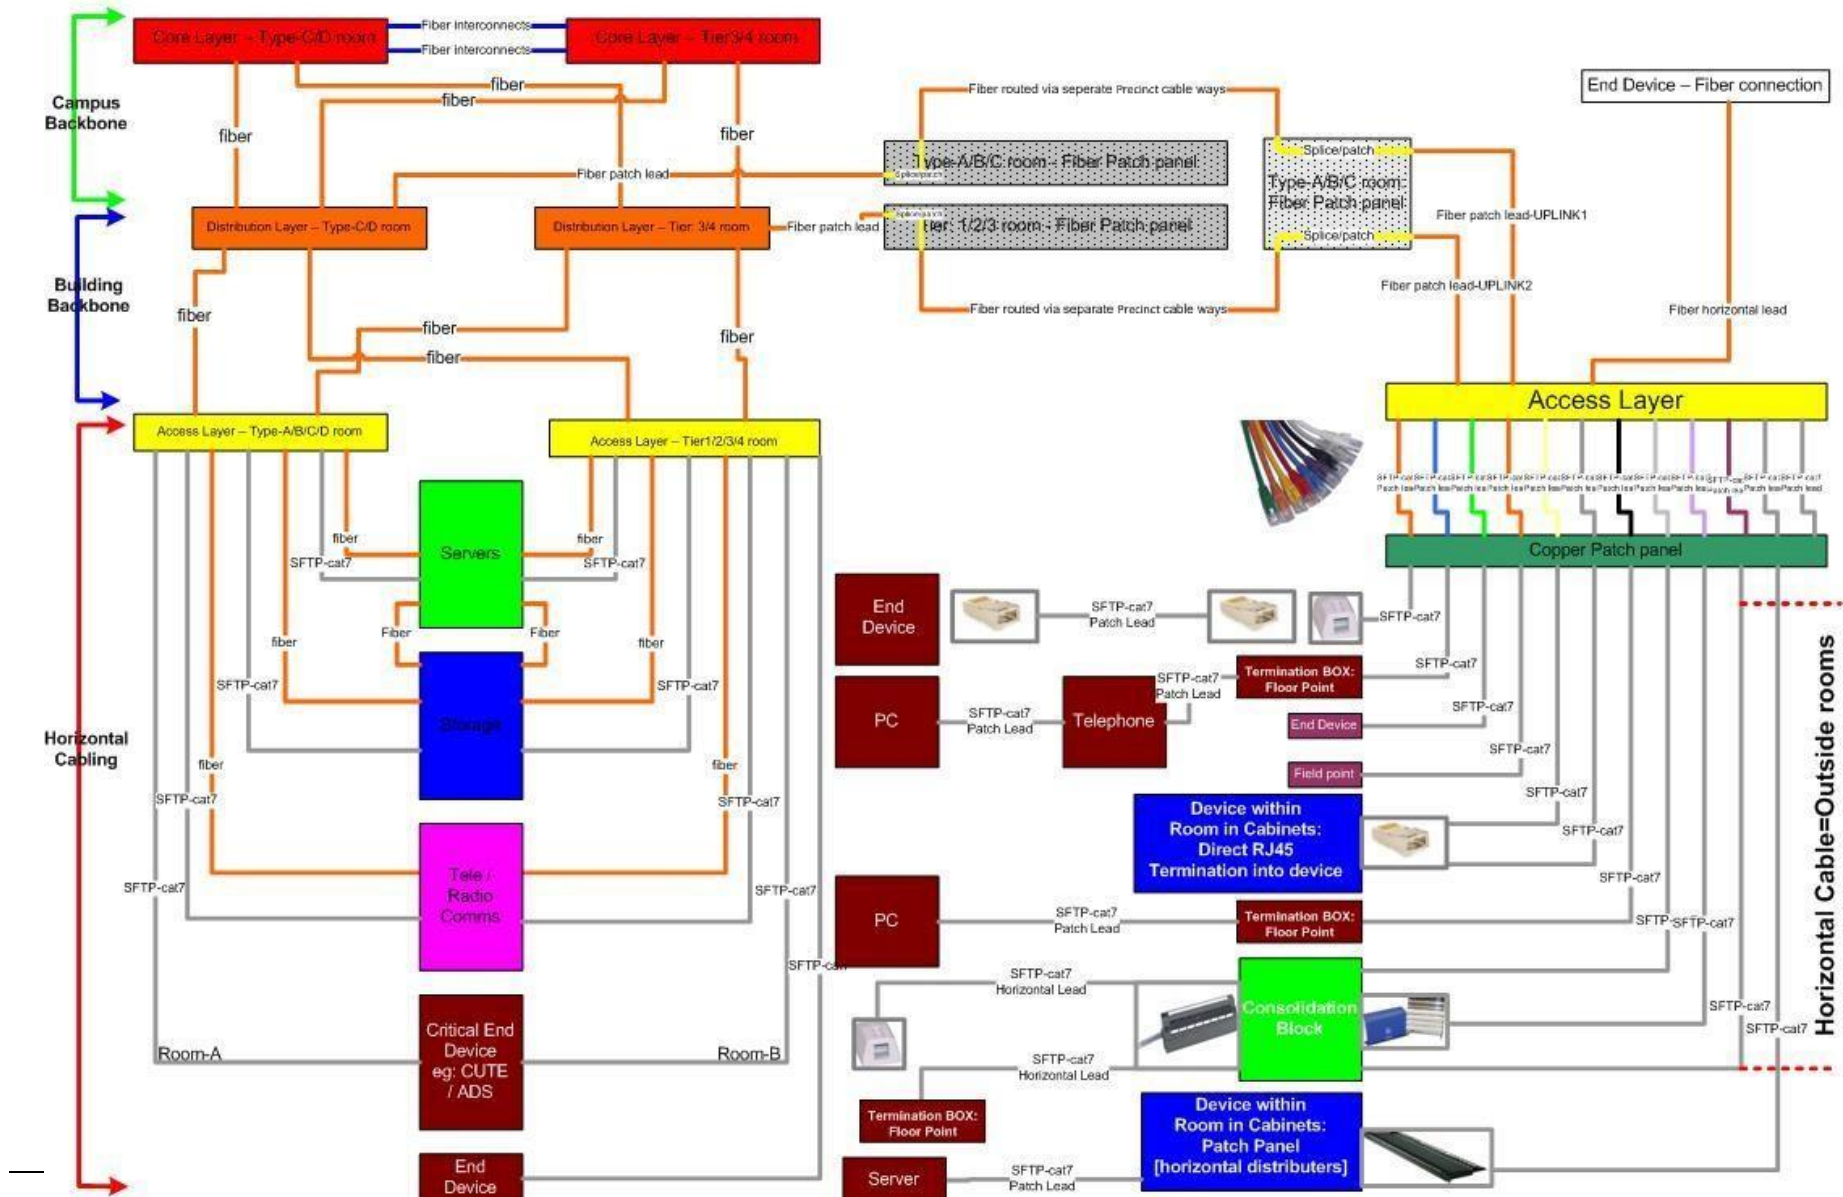 Core Layer – Type-C/D room
Fiber interconnects
Fiber interconnects
Core Layer – Tier3/4 room
fiber
fiber
fiber
fiber
Campus
Backbone
Fiber patch lead
Fiber routed via seperate Precinct cable ways
Type-A/B/C room - Fiber Patch panel
Splice/patch
Splice/patch
Tier: 1/2/3 room - Fiber Patch panel
Fiber patch lead
Fiber routed via separate Precinct cable ways
Splice/patch
Type-A/B/C room:
Fiber Patch panel
Splice/patch
Fiber patch lead-UPLINK1
Fiber patch lead-UPLINK2
End Device – Fiber connection
Fiber horizontal lead
Distribution Layer – Type-C/D room
Distribution Layer – Tier: 3/4 room
Building
Backbone
fiber
fiber
fiber
fiber
Access Layer – Type-A/B/C/D room
Access Layer – Tier1/2/3/4 room
Horizontal
Cabling
Servers
fiber
fiber
SFTP-cat7
SFTP-cat7
Fiber
Fiber
fiber
fiber
SFTP-cat7
SFTP-cat7
Storage
fiber
fiber
SFTP-cat7
SFTP-cat7
Tele /
Radio
Comms
SFTP-cat7
SFTP-cat7
Room-A
Room-B
Critical End
Device
eg: CUTE
/ ADS
End
Device
Access Layer
Patch lead
Copper Patch panel
End
Device
SFTP-cat7
Patch Lead
SFTP-cat7
PC
SFTP-cat7
Patch Lead
Telephone
SFTP-cat7
Patch Lead
Termination BOX:
Floor Point
SFTP-cat7
End Device
SFTP-cat7
Field point
SFTP-cat7
Device within
Room in Cabinets:
Direct RJ45
Termination into device
SFTP-cat7
SFTP-cat7
PC
SFTP-cat7
Patch Lead
Termination BOX:
Floor Point
SFTP-cat7
SFTP-cat7
SFTP-cat7
Horizontal Lead
Consolidation
Block
SFTP-cat7
Horizontal Lead
SFTP-cat7
SFTP-cat7
Termination BOX:
Floor Point
Server
SFTP-cat7
Patch Lead
Device within
Room in Cabinets:
Patch Panel
[horizontal distributers]
Horizontal Cable=Outside rooms